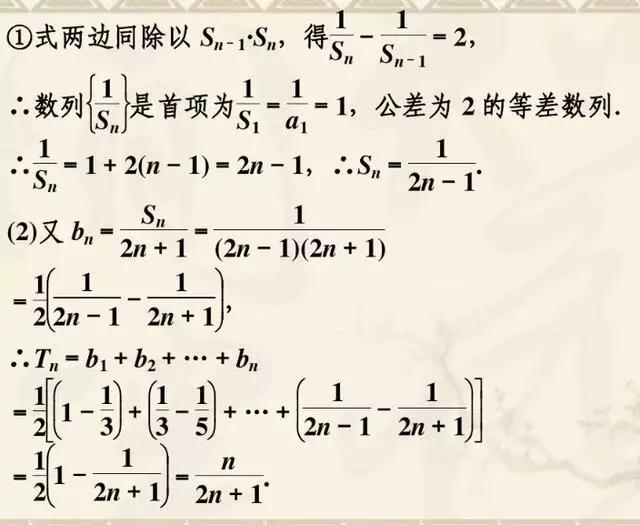 ①式两边同除以 Sₙ₋₁·Sₙ, 得1/Sₙ − 1/Sₙ₋₁ = 2,
∴数列{1/Sₙ}是首项为1/S₁ = 1/a₁ = 1, 公差为 2 的等差数列.
∴1/Sₙ = 1 + 2(n − 1) = 2n − 1, ∴Sₙ = 1/(2n − 1).
(2)又 bₙ = Sₙ/(2n + 1) = 1/((2n − 1)(2n + 1))
= 1/2(1/(2n − 1) − 1/(2n + 1)),
∴Tₙ = b₁ + b₂ + ⋯ + bₙ
= 1/2[(1 − 1/3) + (1/3 − 1/5) + ⋯ + (1/(2n − 1) − 1/(2n + 1))]
= 1/2(1 − 1/(2n + 1)) = n/(2n + 1).